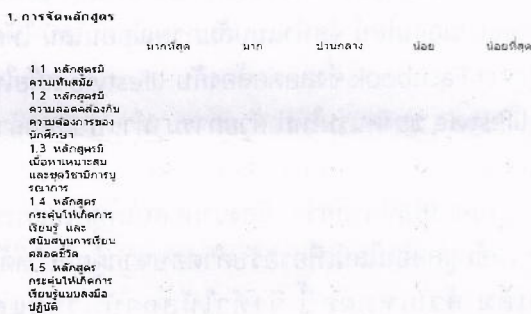 1. การจัดหลักสูตร
มากที่สุด มาก ปานกลาง น้อย น้อยที่สุด
1.1 หลักสูตรมี
ความทันสมัย
1.2 หลักสูตรมี
ความสอดคล้องกับ
ความต้องการของ
นักศึกษา
1.3 หลักสูตรมี
เนื้อหาเหมาะสม
และชุดวิชามีการบู
รณาการ
1.4 หลักสูตร
กระตุ้นให้เกิดการ
เรียนรู้ และ
สนับสนุนการเรียน
ตลอดชีวิต
1.5 หลักสูตร
กระตุ้นให้เกิดการ
เรียนรู้แบบลงมือ
ปฏิบัติ